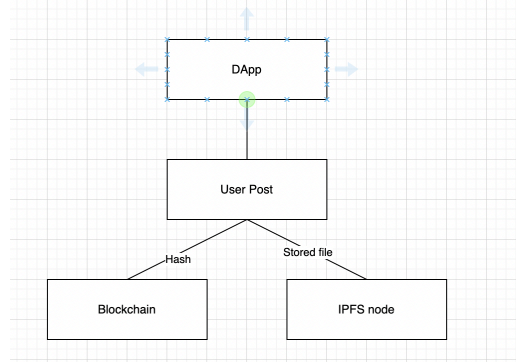 DApp
User Post
Hash
Stored file
Blockchain
IPFS node